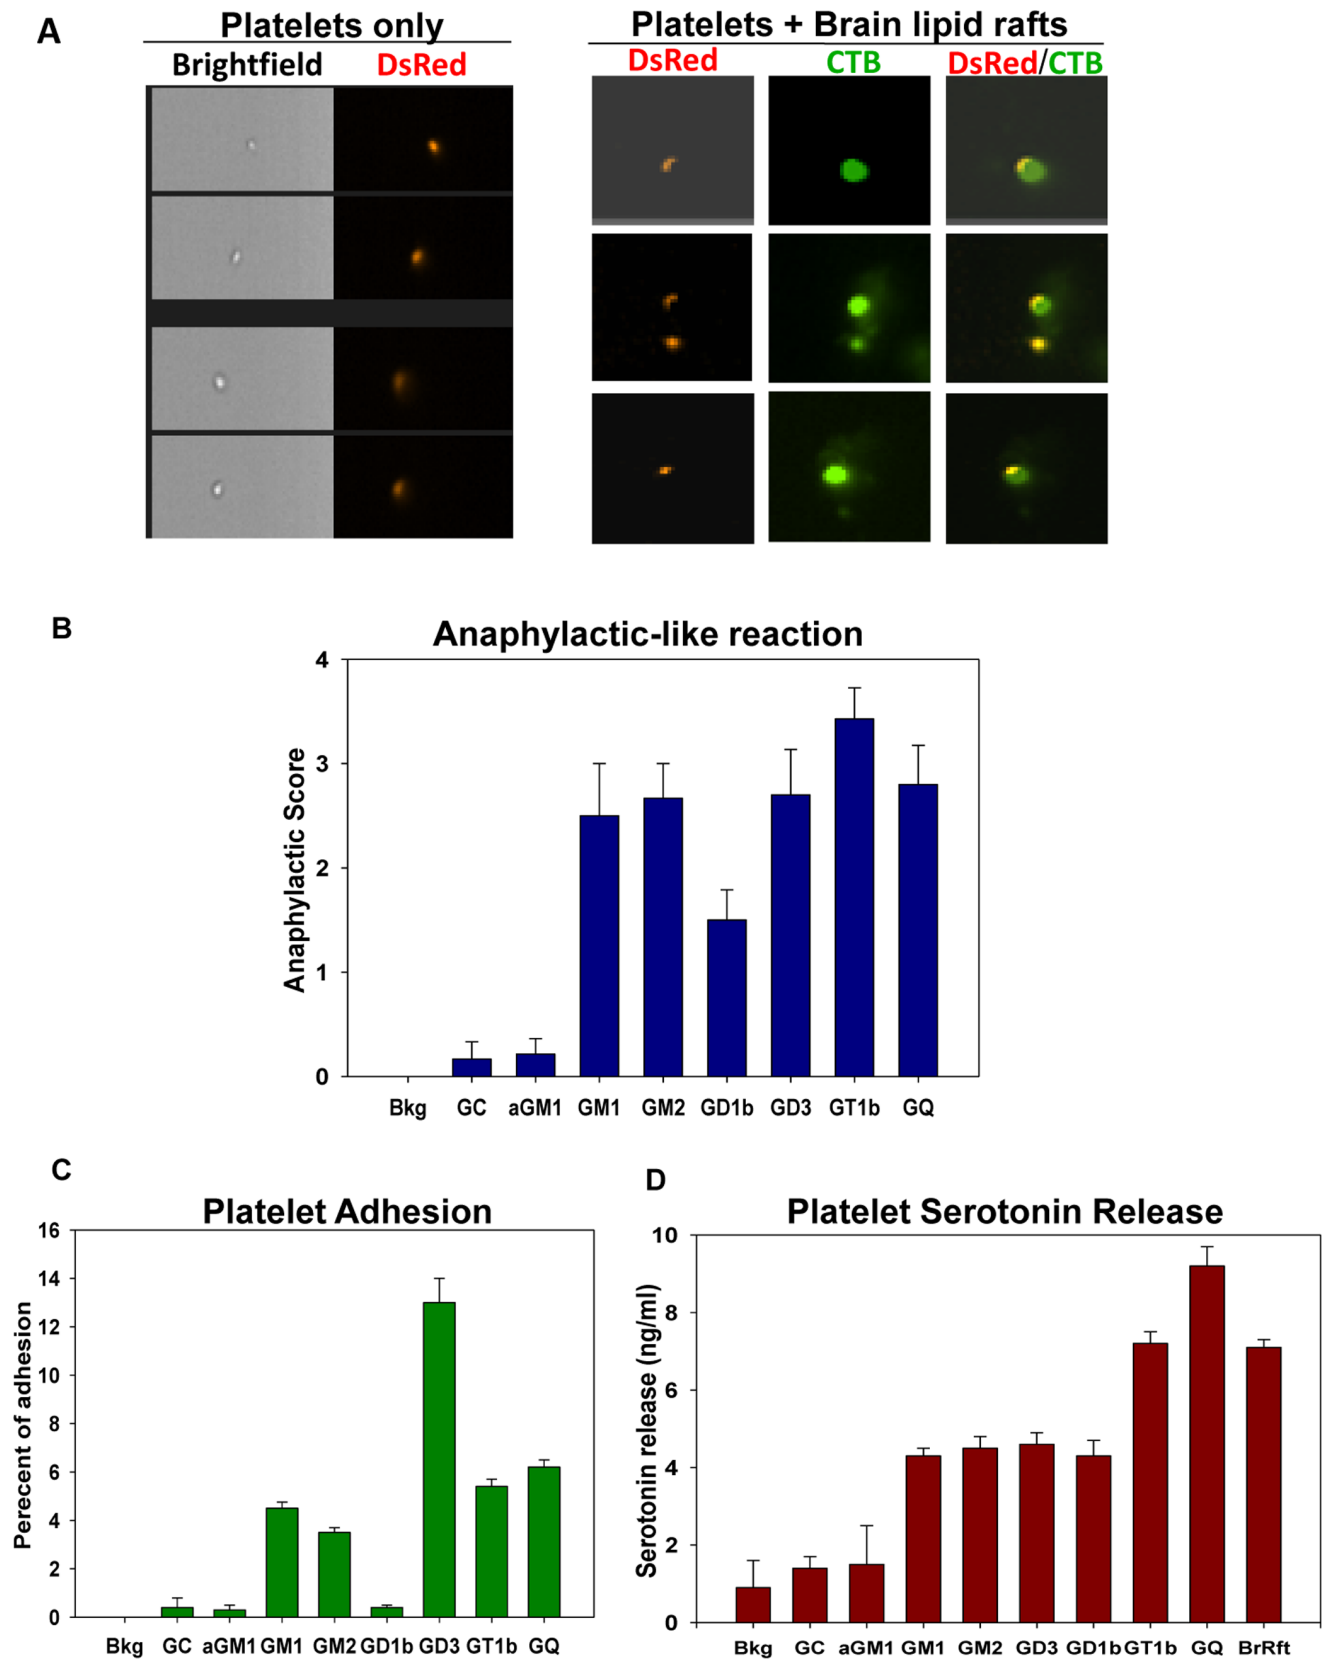 A
Platelets only
Platelets + Brain lipid rafts
Brightfield DsRed
DsRed CTB DsRed/CTB
B
Anaphylactic-like reaction
Anaphylactic Score
4
3
2
1
0
Bkg GC aGM1 GM1 GM2 GD1b GD3 GT1b GQ
C
Platelet Adhesion
Perecent of adhesion
16
14
12
10
8
6
4
2
0
Bkg GC aGM1 GM1 GM2 GD1b GD3 GT1b GQ
D
Platelet Serotonin Release
Serotonin release (ng/ml)
10
8
6
4
2
0
Bkg GC aGM1 GM1 GM2 GD3 GD1b GT1b GQ BrRft